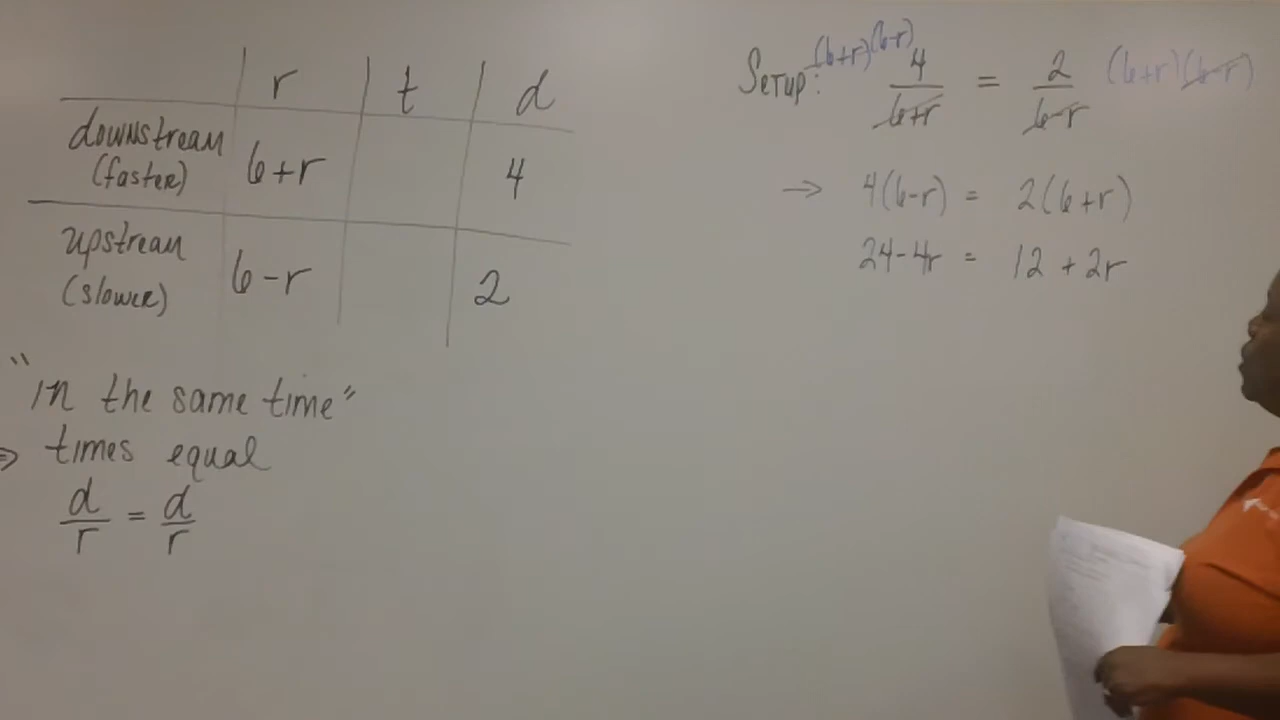 r t d
downstream 6+r 4
(faster)
upstream 6-r 2
(slower)
"in the same time"
⇒ times equal
d/r = d/r
Setup: (6+r)(6-r) 4/(6+r) = 2/(6-r) (6+r)(6-r)
→ 4(6-r) = 2(6+r)
24-4r = 12 + 2r